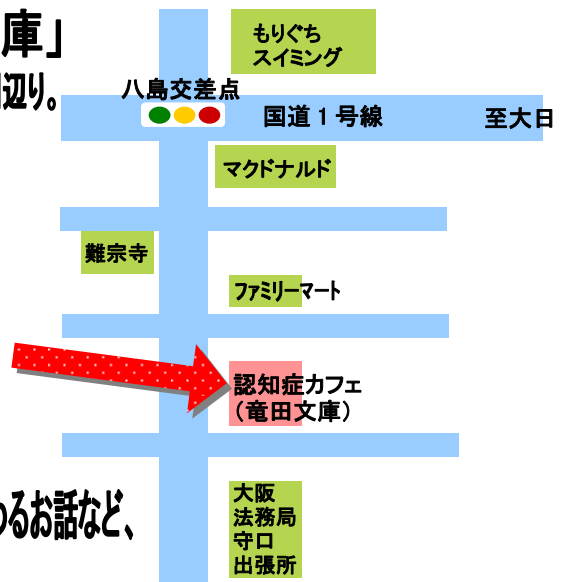 庫」
辺り。
もりぐち
スイミング
八島交差点
国道1号線
至大日
マクドナルド
難宗寺
ファミリーマート
認知症カフェ
（竜田文庫）
わるお話など、
大阪
法務局
守口
出張所